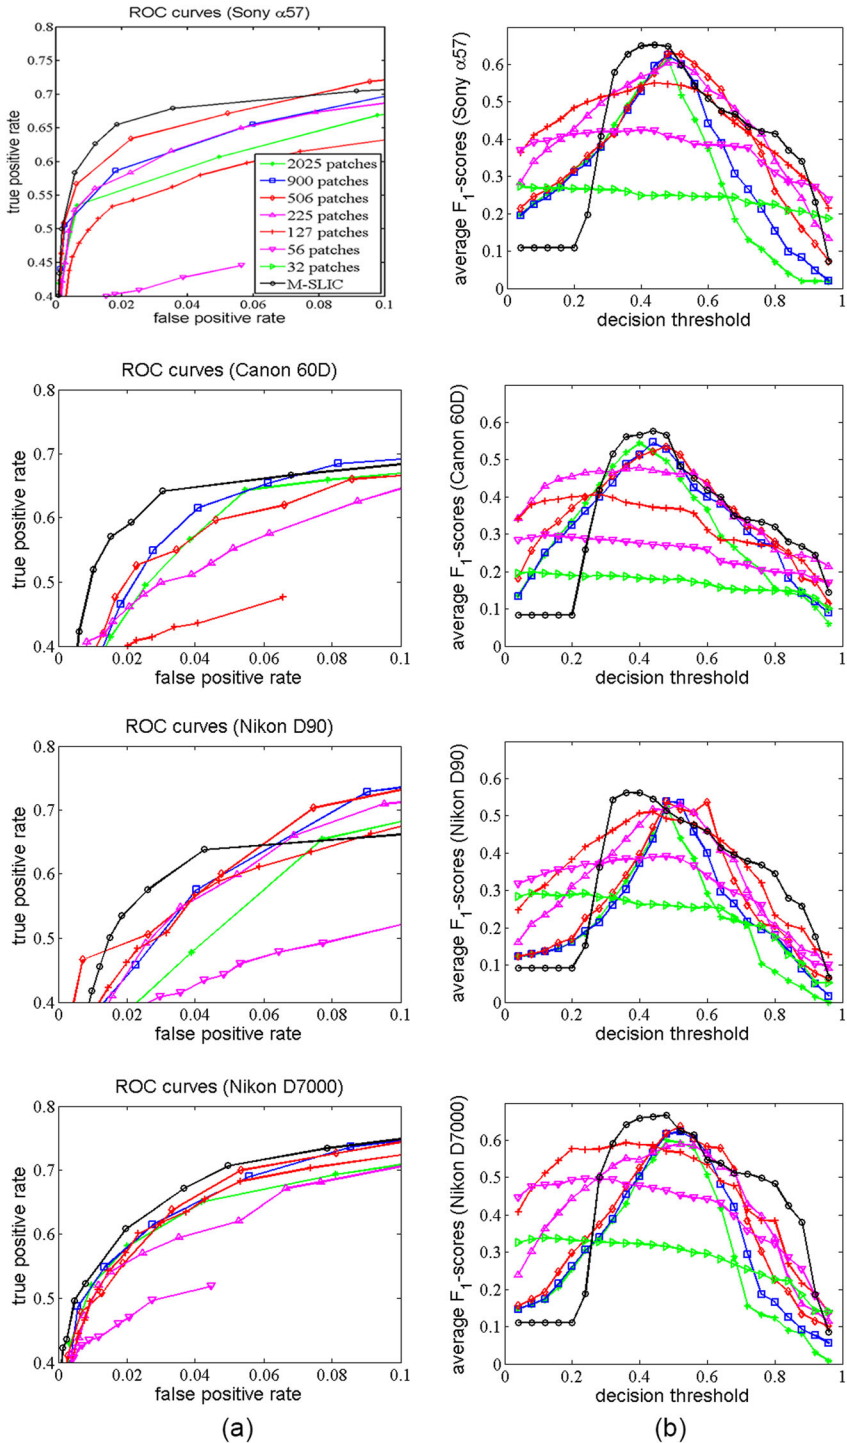 ROC curves (Sony α57)
true positive rate
0.8
0.75
0.7
0.65
0.6
0.55
0.5
0.45
0.4
2025 patches
900 patches
506 patches
225 patches
127 patches
56 patches
32 patches
M-SLIC
0 0.02 0.04 0.06 0.08 0.1
false positive rate
average F1-scores (Sony α57)
0.6
0.5
0.4
0.3
0.2
0.1
0
0 0.2 0.4 0.6 0.8 1
decision threshold
ROC curves (Canon 60D)
true positive rate
0.8
0.7
0.6
0.5
0.4
0 0.02 0.04 0.06 0.08 0.1
false positive rate
average F1-scores (Canon 60D)
0.6
0.5
0.4
0.3
0.2
0.1
0
0 0.2 0.4 0.6 0.8 1
decision threshold
ROC curves (Nikon D90)
true positive rate
0.8
0.7
0.6
0.5
0.4
0 0.02 0.04 0.06 0.08 0.1
false positive rate
average F1-scores (Nikon D90)
0.6
0.5
0.4
0.3
0.2
0.1
0
0 0.2 0.4 0.6 0.8 1
decision threshold
ROC curves (Nikon D7000)
true positive rate
0.8
0.7
0.6
0.5
0.4
0 0.02 0.04 0.06 0.08 0.1
false positive rate
average F1-scores (Nikon D7000)
0.6
0.5
0.4
0.3
0.2
0.1
0
0 0.2 0.4 0.6 0.8 1
decision threshold
(a)
(b)